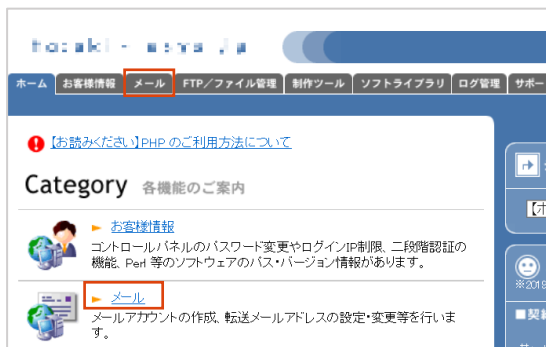 ホーム お客様情報 メール FTP/ファイル管理 制作ツール ソフトライブラリ ログ管理 サポー
【お読みください】PHP のご利用方法について
Category 各機能のご案内
お客様情報
コントロールパネルのパスワード変更やログインIP制限、二段階認証の
機能、Perl 等のソフトウェアのパス・バージョン情報があります。
メール
メールアカウントの作成、転送メールアドレスの設定・変更等を行いま
す。
※2019
■契